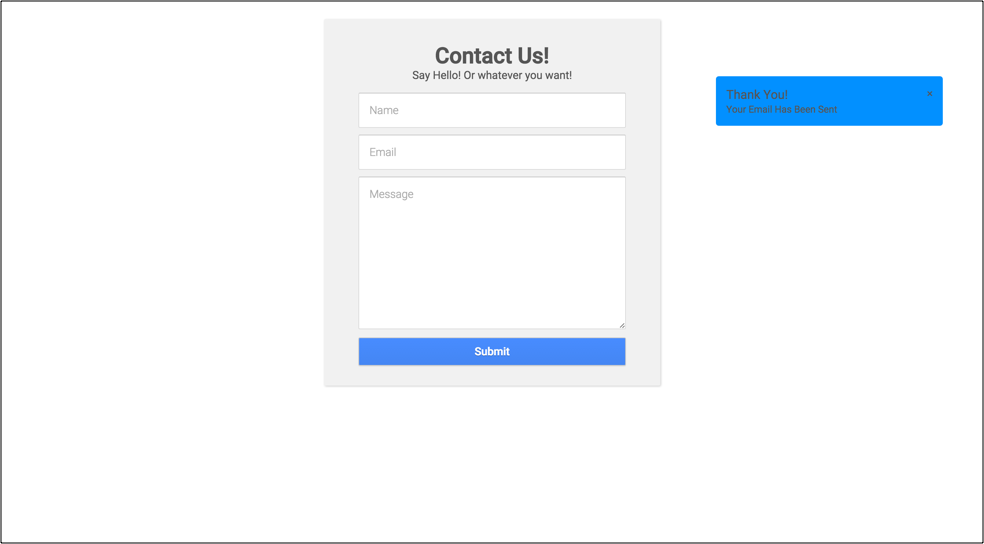 Contact Us!
Say Hello! Or whatever you want!
Name
Email
Message
Submit
Thank You!
×
Your Email Has Been Sent